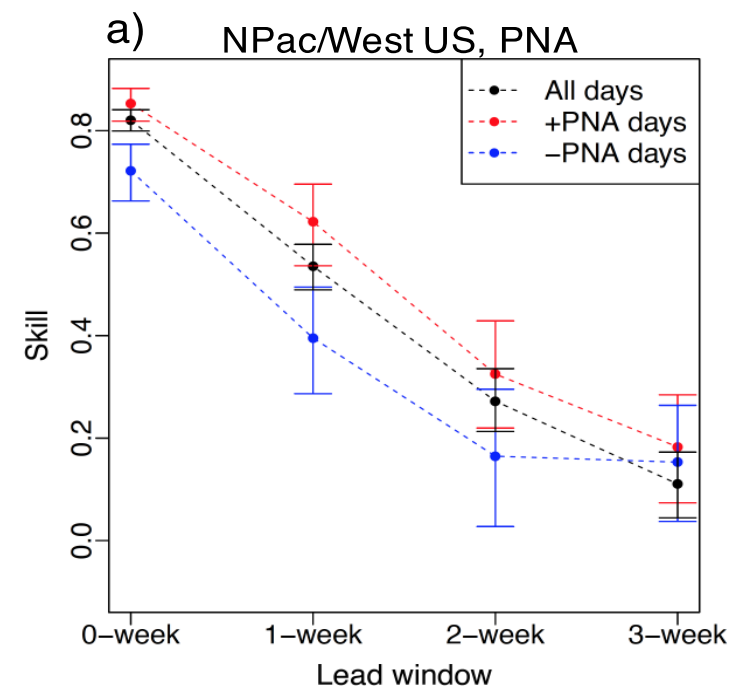 a)
NPac/West US, PNA
All days
+PNA days
−PNA days
0.8
0.6
0.4
0.2
0.0
Skill
0−week 1−week 2−week 3−week
Lead window